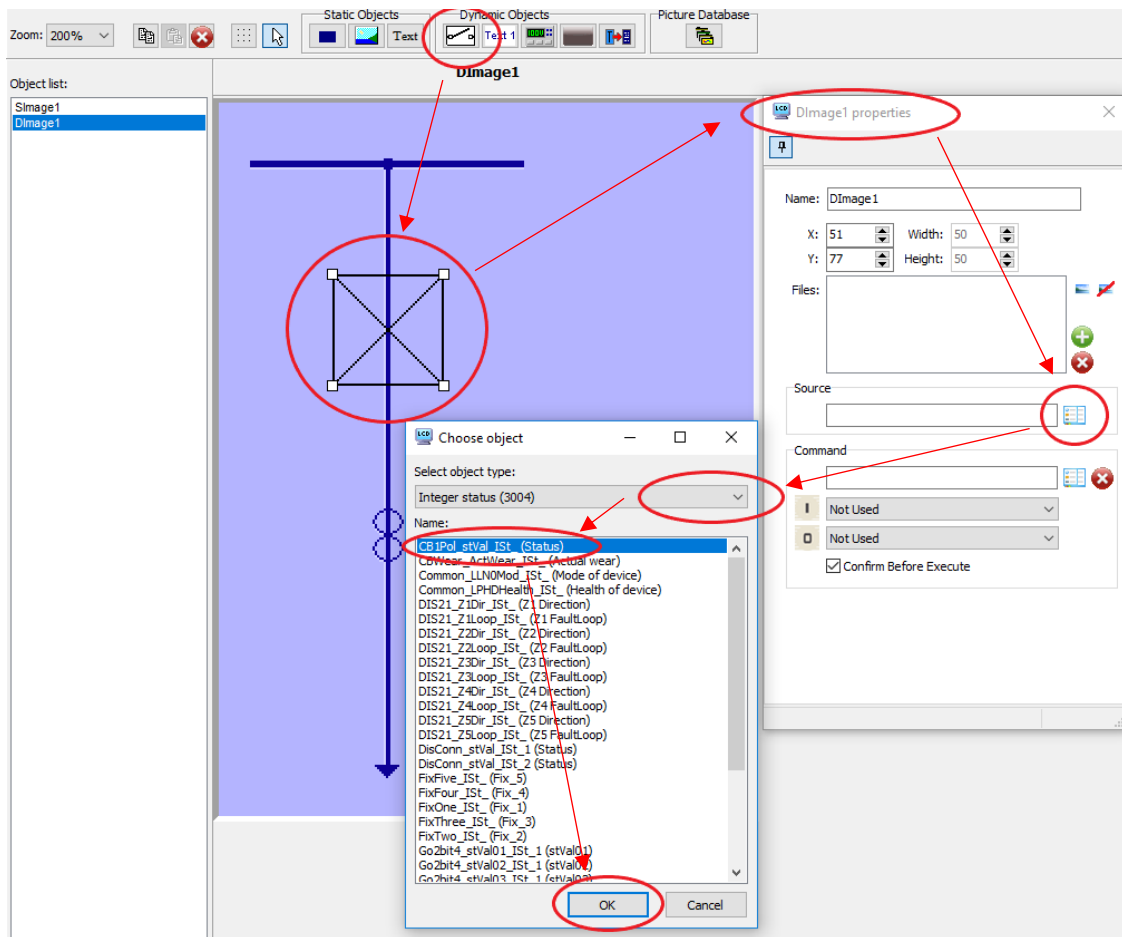 Static Objects
Dynamic Objects
Picture Database
Zoom: 200%
Text
Text 1
Object list:
DImage1
SImage1
DImage1
LCD DImage1 properties
Name: DImage1
X: 51 Width: 50
Y: 77 Height: 50
Files:
Source
Command
I Not Used
O Not Used
Confirm Before Execute
LCD Choose object
Select object type:
Integer status (3004)
Name:
CB1Pol_stVal_ISt_ (Status)
CBWear_ActWear_ISt_ (Actual wear)
Common_LLN0Mod_ISt_ (Mode of device)
Common_LPHDHealth_ISt_ (Health of device)
DIS21_Z1Dir_ISt_ (Z1 Direction)
DIS21_Z1Loop_ISt_ (Z1 FaultLoop)
DIS21_Z2Dir_ISt_ (Z2 Direction)
DIS21_Z2Loop_ISt_ (Z2 FaultLoop)
DIS21_Z3Dir_ISt_ (Z3 Direction)
DIS21_Z3Loop_ISt_ (Z3 FaultLoop)
DIS21_Z4Dir_ISt_ (Z4 Direction)
DIS21_Z4Loop_ISt_ (Z4 FaultLoop)
DIS21_Z5Dir_ISt_ (Z5 Direction)
DIS21_Z5Loop_ISt_ (Z5 FaultLoop)
DisConn_stVal_ISt_1 (Status)
DisConn_stVal_ISt_2 (Status)
FixFive_ISt_ (Fix_5)
FixFour_ISt_ (Fix_4)
FixOne_ISt_ (Fix_1)
FixThree_ISt_ (Fix_3)
FixTwo_ISt_ (Fix_2)
Go2bit4_stVal01_ISt_1 (stVal01)
Go2bit4_stVal02_ISt_1 (stVal02)
Go2bit4_stVal03_ISt_1 (stVal03)
OK Cancel